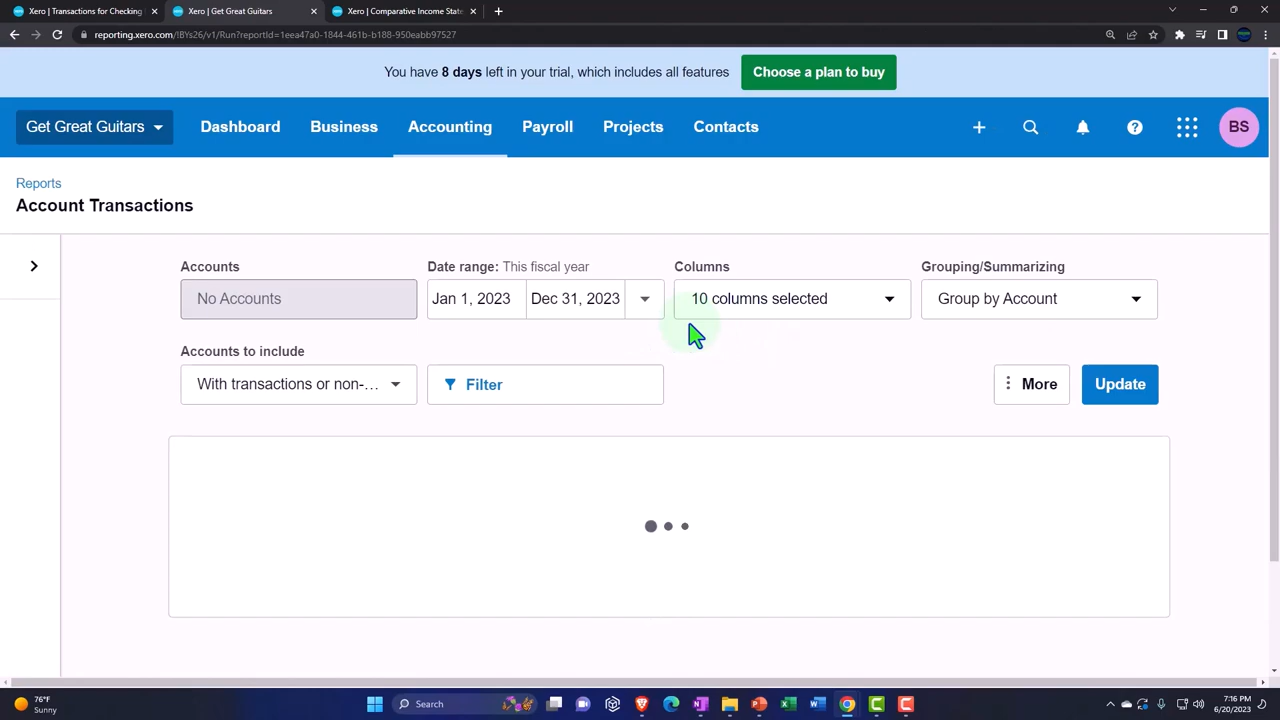 Xero | Transactions for Checking
Xero | Get Great Guitars
Xero | Comparative Income State
reporting.xero.com/!BYs26/v1/Run?reportId=1eea47a0-1844-461b-b188-950eabb97527
You have 8 days left in your trial, which includes all features
Choose a plan to buy
Get Great Guitars
Dashboard
Business
Accounting
Payroll
Projects
Contacts
BS
Reports
Account Transactions
Accounts
Date range: This fiscal year
Columns
Grouping/Summarizing
No Accounts
Jan 1, 2023
Dec 31, 2023
10 columns selected
Group by Account
Accounts to include
With transactions or non-...
Filter
More
Update
76°F
Sunny
Search
7:16 PM
6/20/2023